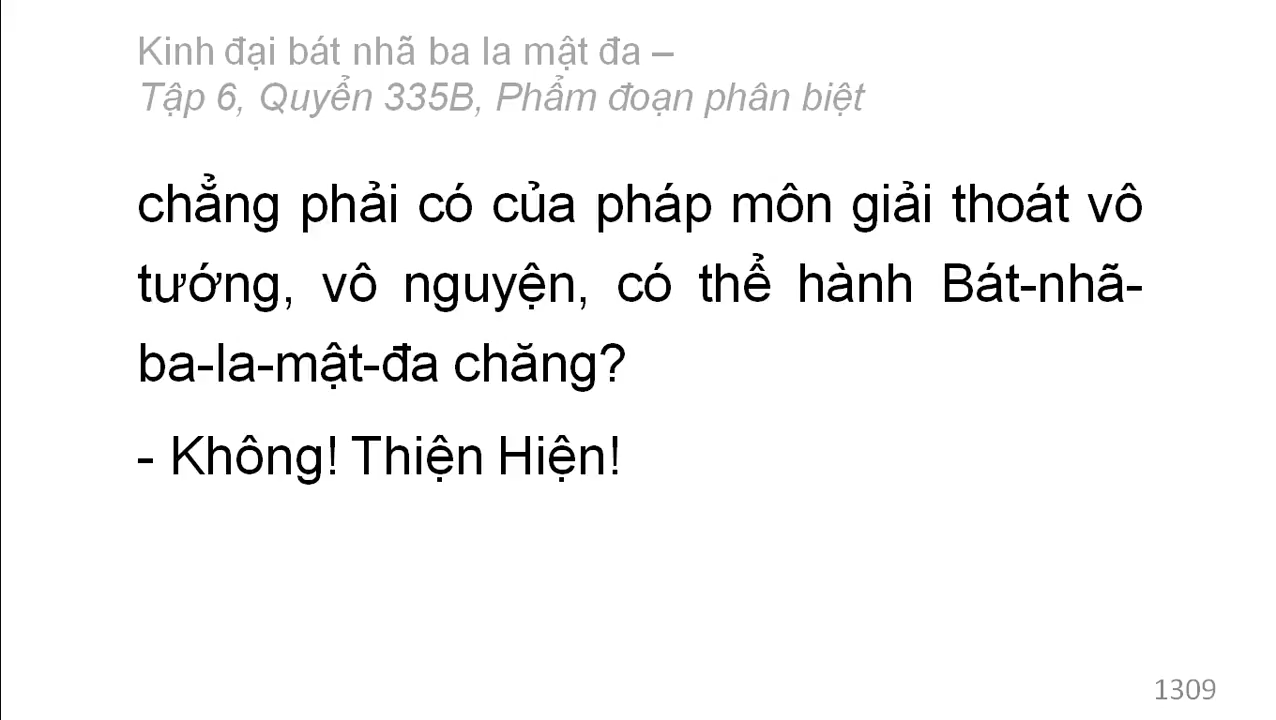 Kinh đại bát nhã ba la mật đa –
Tập 6, Quyển 335B, Phẩm đoạn phân biệt
chẳng phải có của pháp môn giải thoát vô
tướng, vô nguyện, có thể hành Bát-nhã-
ba-la-mật-đa chăng?
- Không! Thiện Hiện!
1309